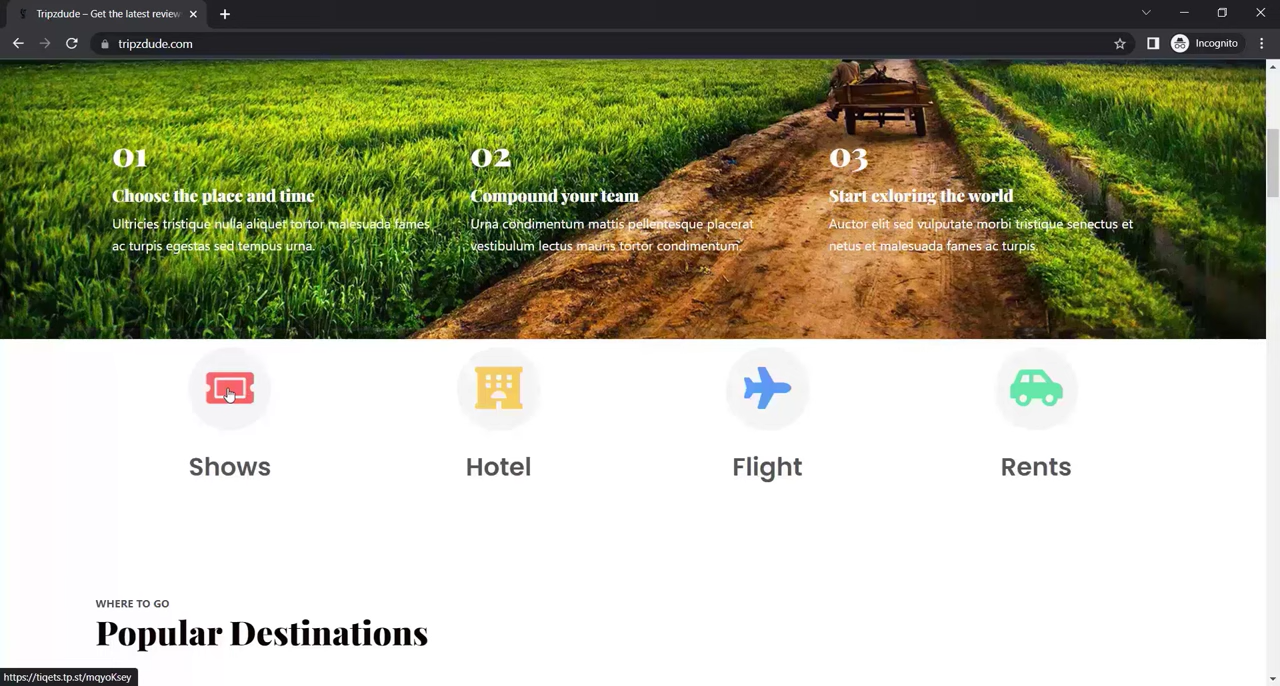 Tripzdude – Get the latest review
tripzdude.com
Incognito
01
Choose the place and time
Ultricies tristique nulla aliquet tortor malesuada fames
ac turpis egestas sed tempus urna.
02
Compound your team
Urna condimentum mattis pellentesque placerat
vestibulum lectus mauris tortor condimentum.
03
Start exloring the world
Auctor elit sed vulputate morbi tristique senectus et
netus et malesuada fames ac turpis.
Shows
Hotel
Flight
Rents
WHERE TO GO
Popular Destinations
https://tiqets.tp.st/mqyoKsey